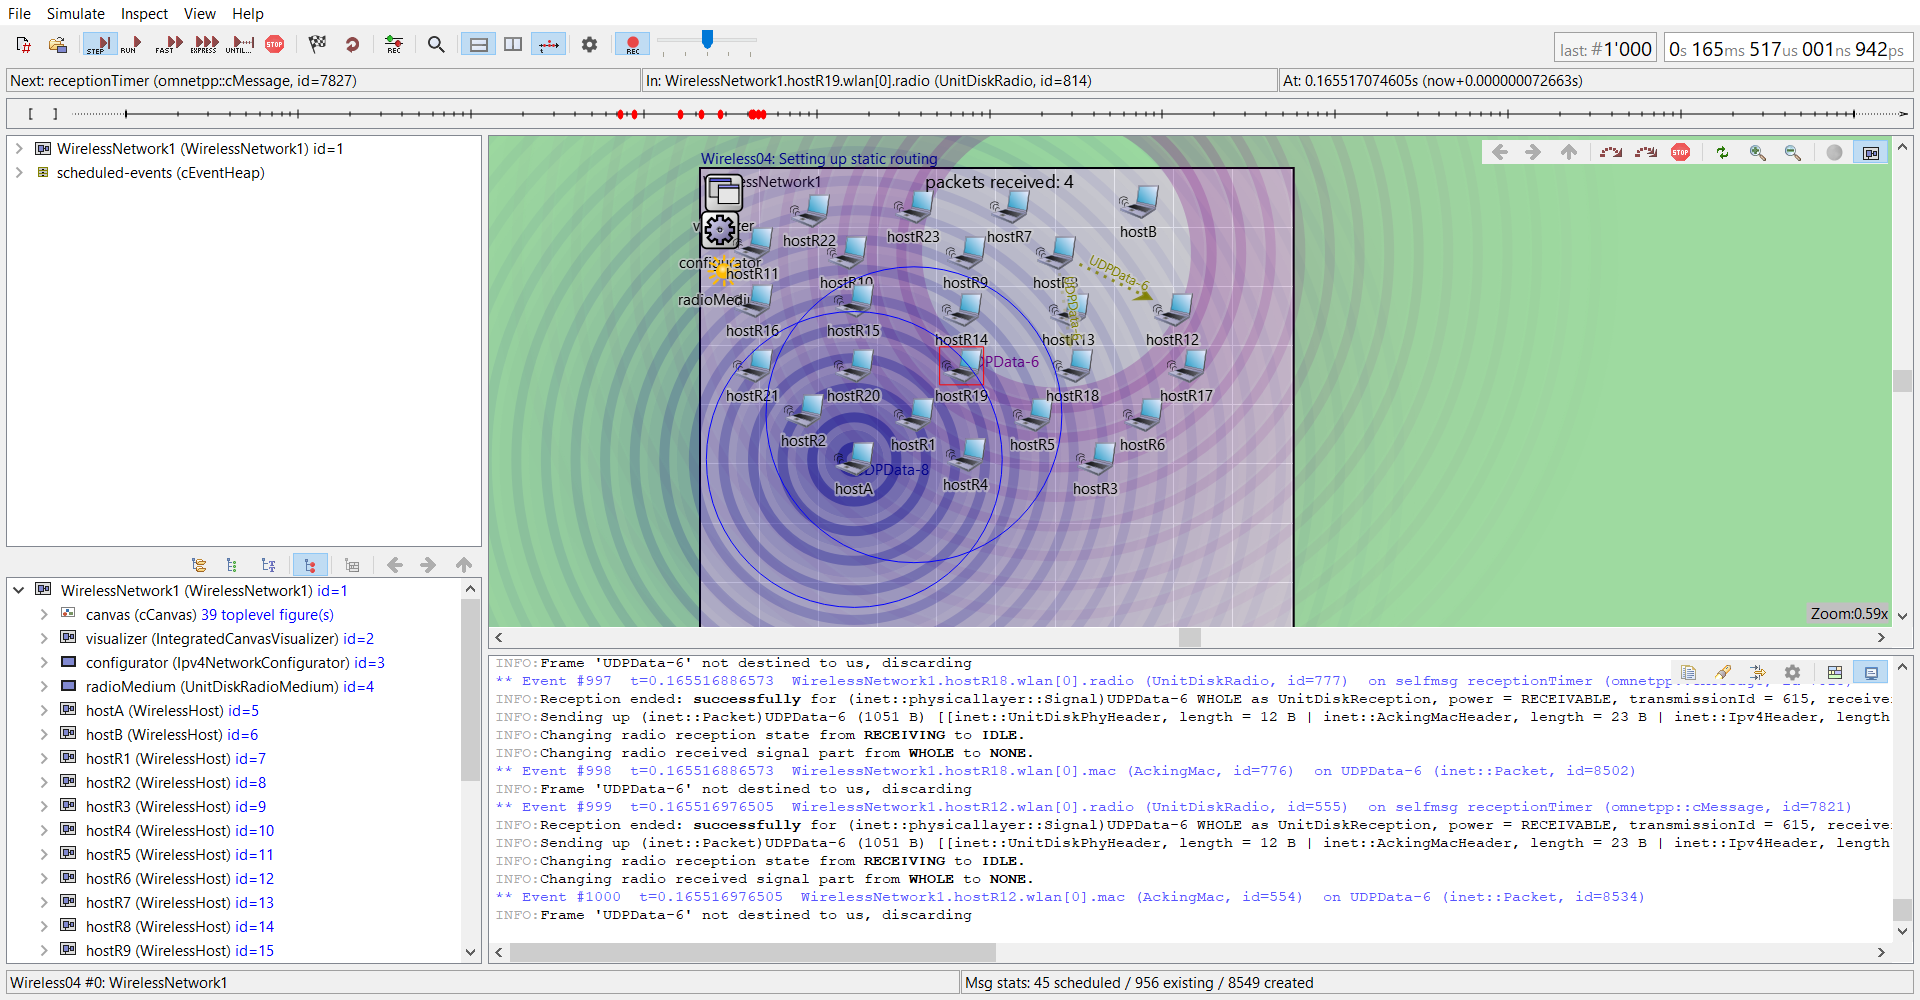 File Simulate Inspect View Help
STEP RUN FAST EXPRESS UNTIL... STOP REC REC
last: #1'000 0s 165ms 517us 001ns 942ps
Next: receptionTimer (omnetpp::cMessage, id=7827) In: WirelessNetwork1.hostR19.wlan[0].radio (UnitDiskRadio, id=814) At: 0.165517074605s (now+0.000000072663s)
[ ]
WirelessNetwork1 (WirelessNetwork1) id=1
scheduled-events (cEventHeap)
WirelessNetwork1 (WirelessNetwork1) id=1
canvas (cCanvas) 39 toplevel figure(s)
visualizer (IntegratedCanvasVisualizer) id=2
configurator (Ipv4NetworkConfigurator) id=3
radioMedium (UnitDiskRadioMedium) id=4
hostA (WirelessHost) id=5
hostB (WirelessHost) id=6
hostR1 (WirelessHost) id=7
hostR2 (WirelessHost) id=8
hostR3 (WirelessHost) id=9
hostR4 (WirelessHost) id=10
hostR5 (WirelessHost) id=11
hostR6 (WirelessHost) id=12
hostR7 (WirelessHost) id=13
hostR8 (WirelessHost) id=14
hostR9 (WirelessHost) id=15
Wireless04: Setting up static routing
STOP
packets received: 4
hostR22 hostR23 hostR7 hostB
configurator
hostR11 hostR10 hostR9
UDPData-6
hostR16 hostR15 hostR14 hostR13 hostR12
hostR21 hostR20 hostR19 hostR18 hostR17
hostR2 hostR1 hostR5 hostR6
hostA hostR4 hostR3
Zoom:0.59x
INFO:Frame 'UDPData-6' not destined to us, discarding
** Event #997 t=0.165516886573 WirelessNetwork1.hostR18.wlan[0].radio (UnitDiskRadio, id=777) on selfmsg receptionTimer
INFO:Reception ended: successfully for (inet::physicallayer::Signal)UDPData-6 WHOLE as UnitDiskReception, power = RECEIVABLE, transmissionId = 615, receive
INFO:Sending up (inet::Packet)UDPData-6 (1051 B) [[inet::UnitDiskPhyHeader, length = 12 B | inet::AckingMacHeader, length = 23 B | inet::Ipv4Header, length
INFO:Changing radio reception state from RECEIVING to IDLE.
INFO:Changing radio received signal part from WHOLE to NONE.
** Event #998 t=0.165516886573 WirelessNetwork1.hostR18.wlan[0].mac (AckingMac, id=776) on UDPData-6 (inet::Packet, id=8502)
INFO:Frame 'UDPData-6' not destined to us, discarding
** Event #999 t=0.165516976505 WirelessNetwork1.hostR12.wlan[0].radio (UnitDiskRadio, id=555) on selfmsg receptionTimer (omnetpp::cMessage, id=7821)
INFO:Reception ended: successfully for (inet::physicallayer::Signal)UDPData-6 WHOLE as UnitDiskReception, power = RECEIVABLE, transmissionId = 615, receive
INFO:Sending up (inet::Packet)UDPData-6 (1051 B) [[inet::UnitDiskPhyHeader, length = 12 B | inet::AckingMacHeader, length = 23 B | inet::Ipv4Header, length
INFO:Changing radio reception state from RECEIVING to IDLE.
INFO:Changing radio received signal part from WHOLE to NONE.
** Event #1000 t=0.165516976505 WirelessNetwork1.hostR12.wlan[0].mac (AckingMac, id=554) on UDPData-6 (inet::Packet, id=8534)
INFO:Frame 'UDPData-6' not destined to us, discarding
Wireless04 #0: WirelessNetwork1 Msg stats: 45 scheduled / 956 existing / 8549 created